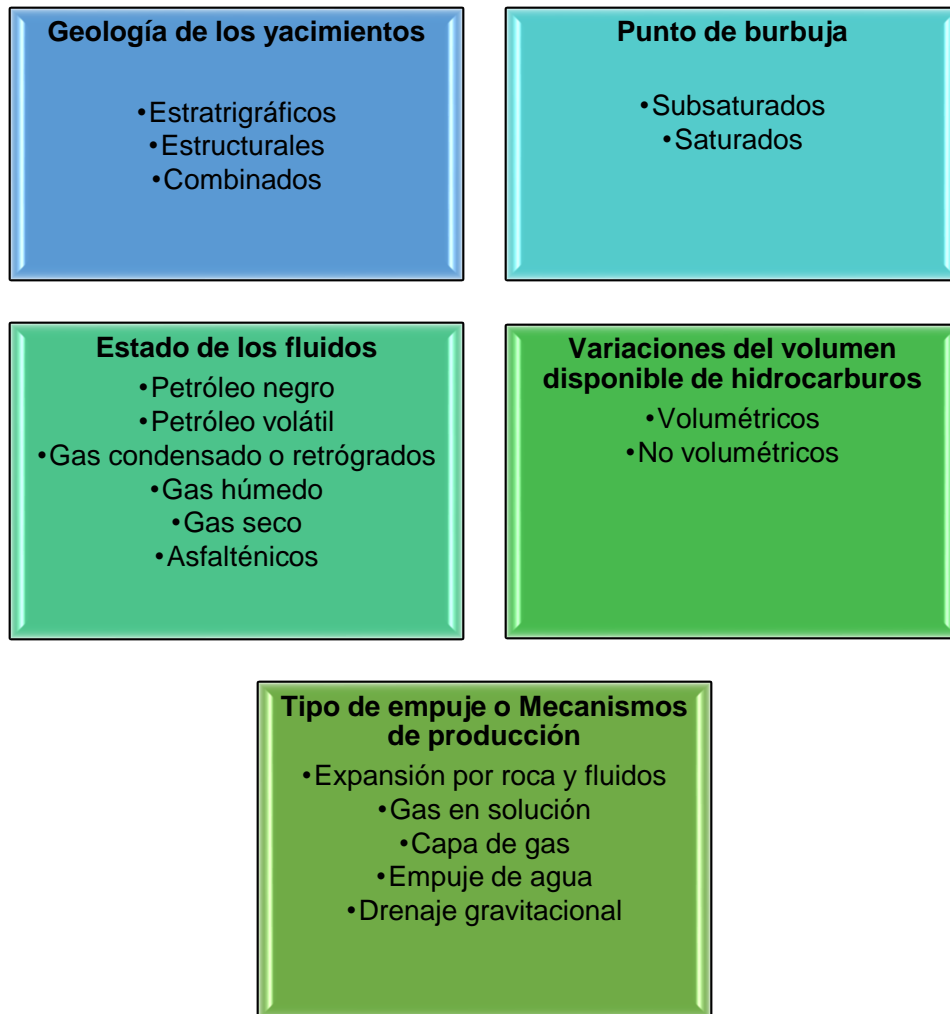 Geología de los yacimientos
•Estratrigráficos
•Estructurales
•Combinados
Punto de burbuja
•Subsaturados
•Saturados
Estado de los fluidos
•Petróleo negro
•Petróleo volátil
•Gas condensado o retrógrados
•Gas húmedo
•Gas seco
•Asfalténicos
Variaciones del volumen
disponible de hidrocarburos
•Volumétricos
•No volumétricos
Tipo de empuje o Mecanismos
de producción
•Expansión por roca y fluidos
•Gas en solución
•Capa de gas
•Empuje de agua
•Drenaje gravitacional